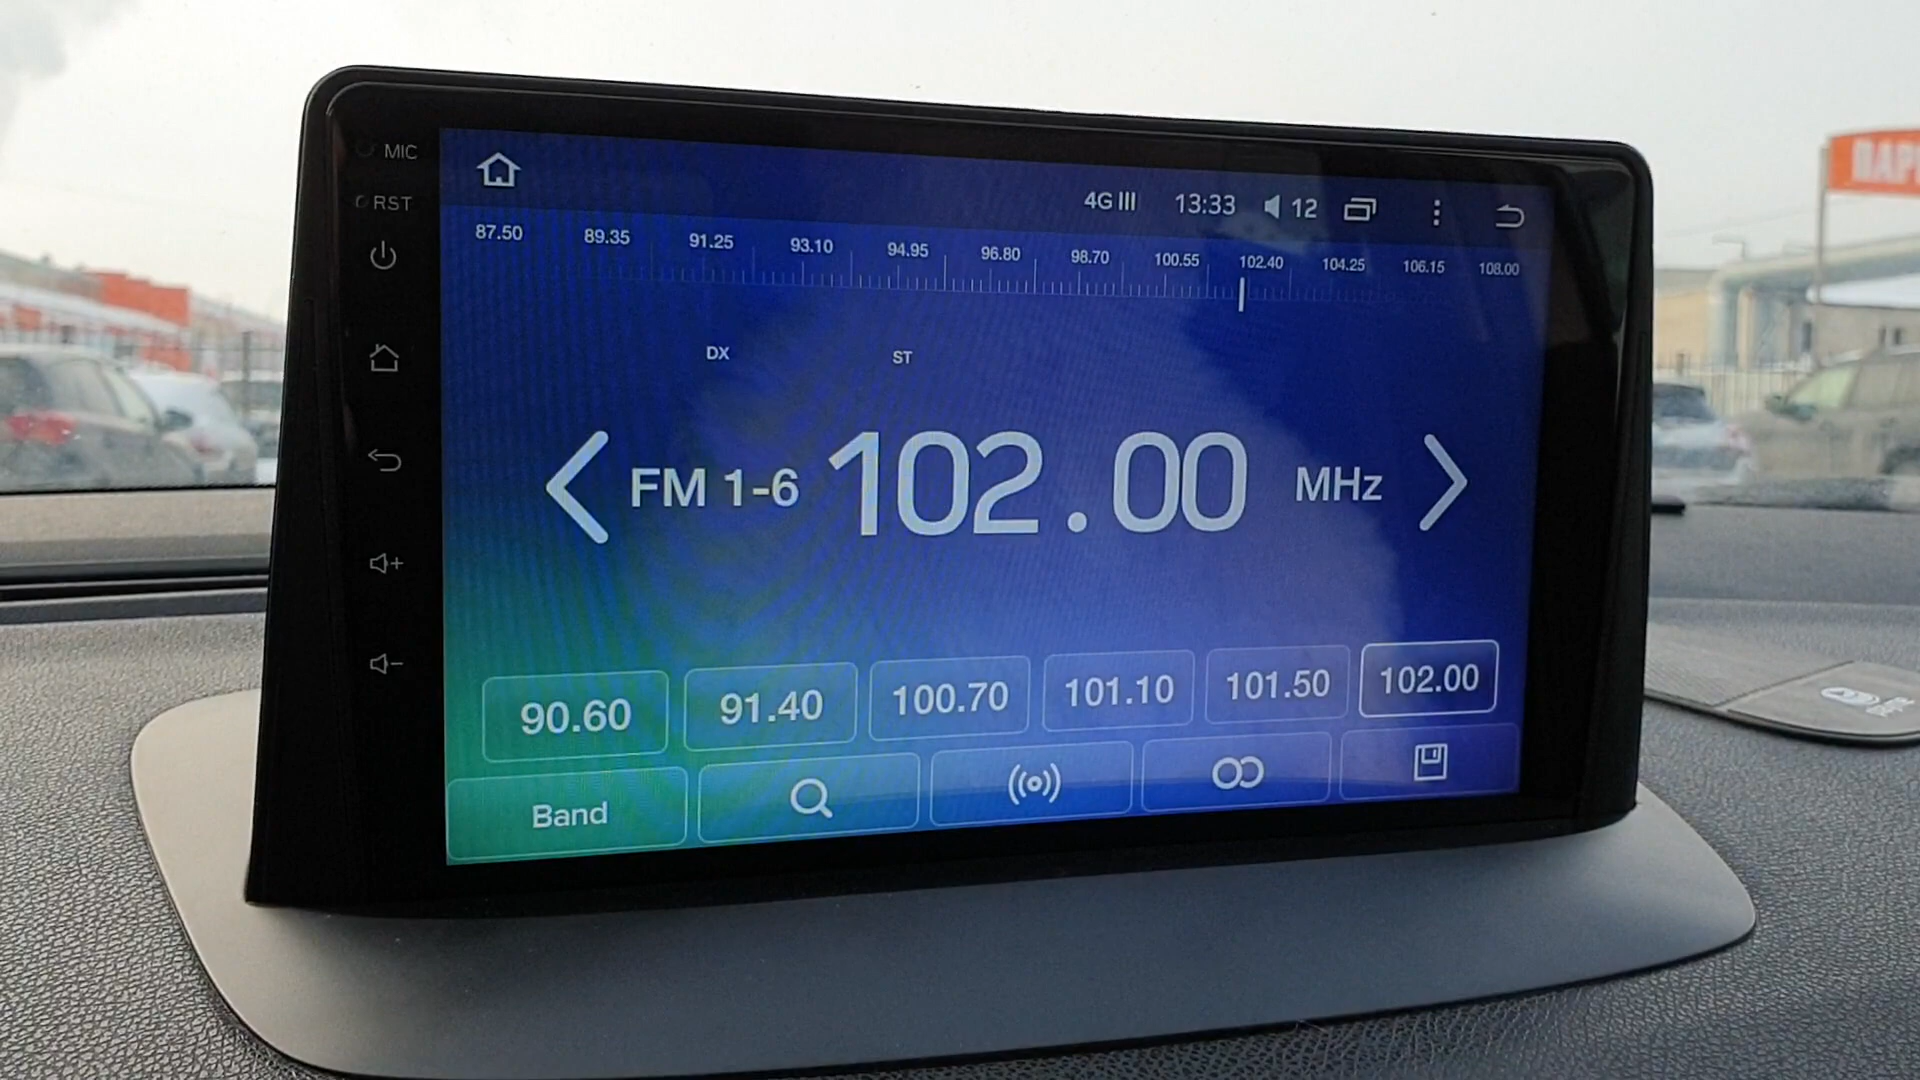 MIC
RST
4G 13:33 12
87.50 89.35 91.25 93.10 94.95 96.80 98.70 100.55 102.40 104.25 106.15 108.00
DX ST
FM 1-6 102.00 MHz
90.60 91.40 100.70 101.10 101.50 102.00
Band